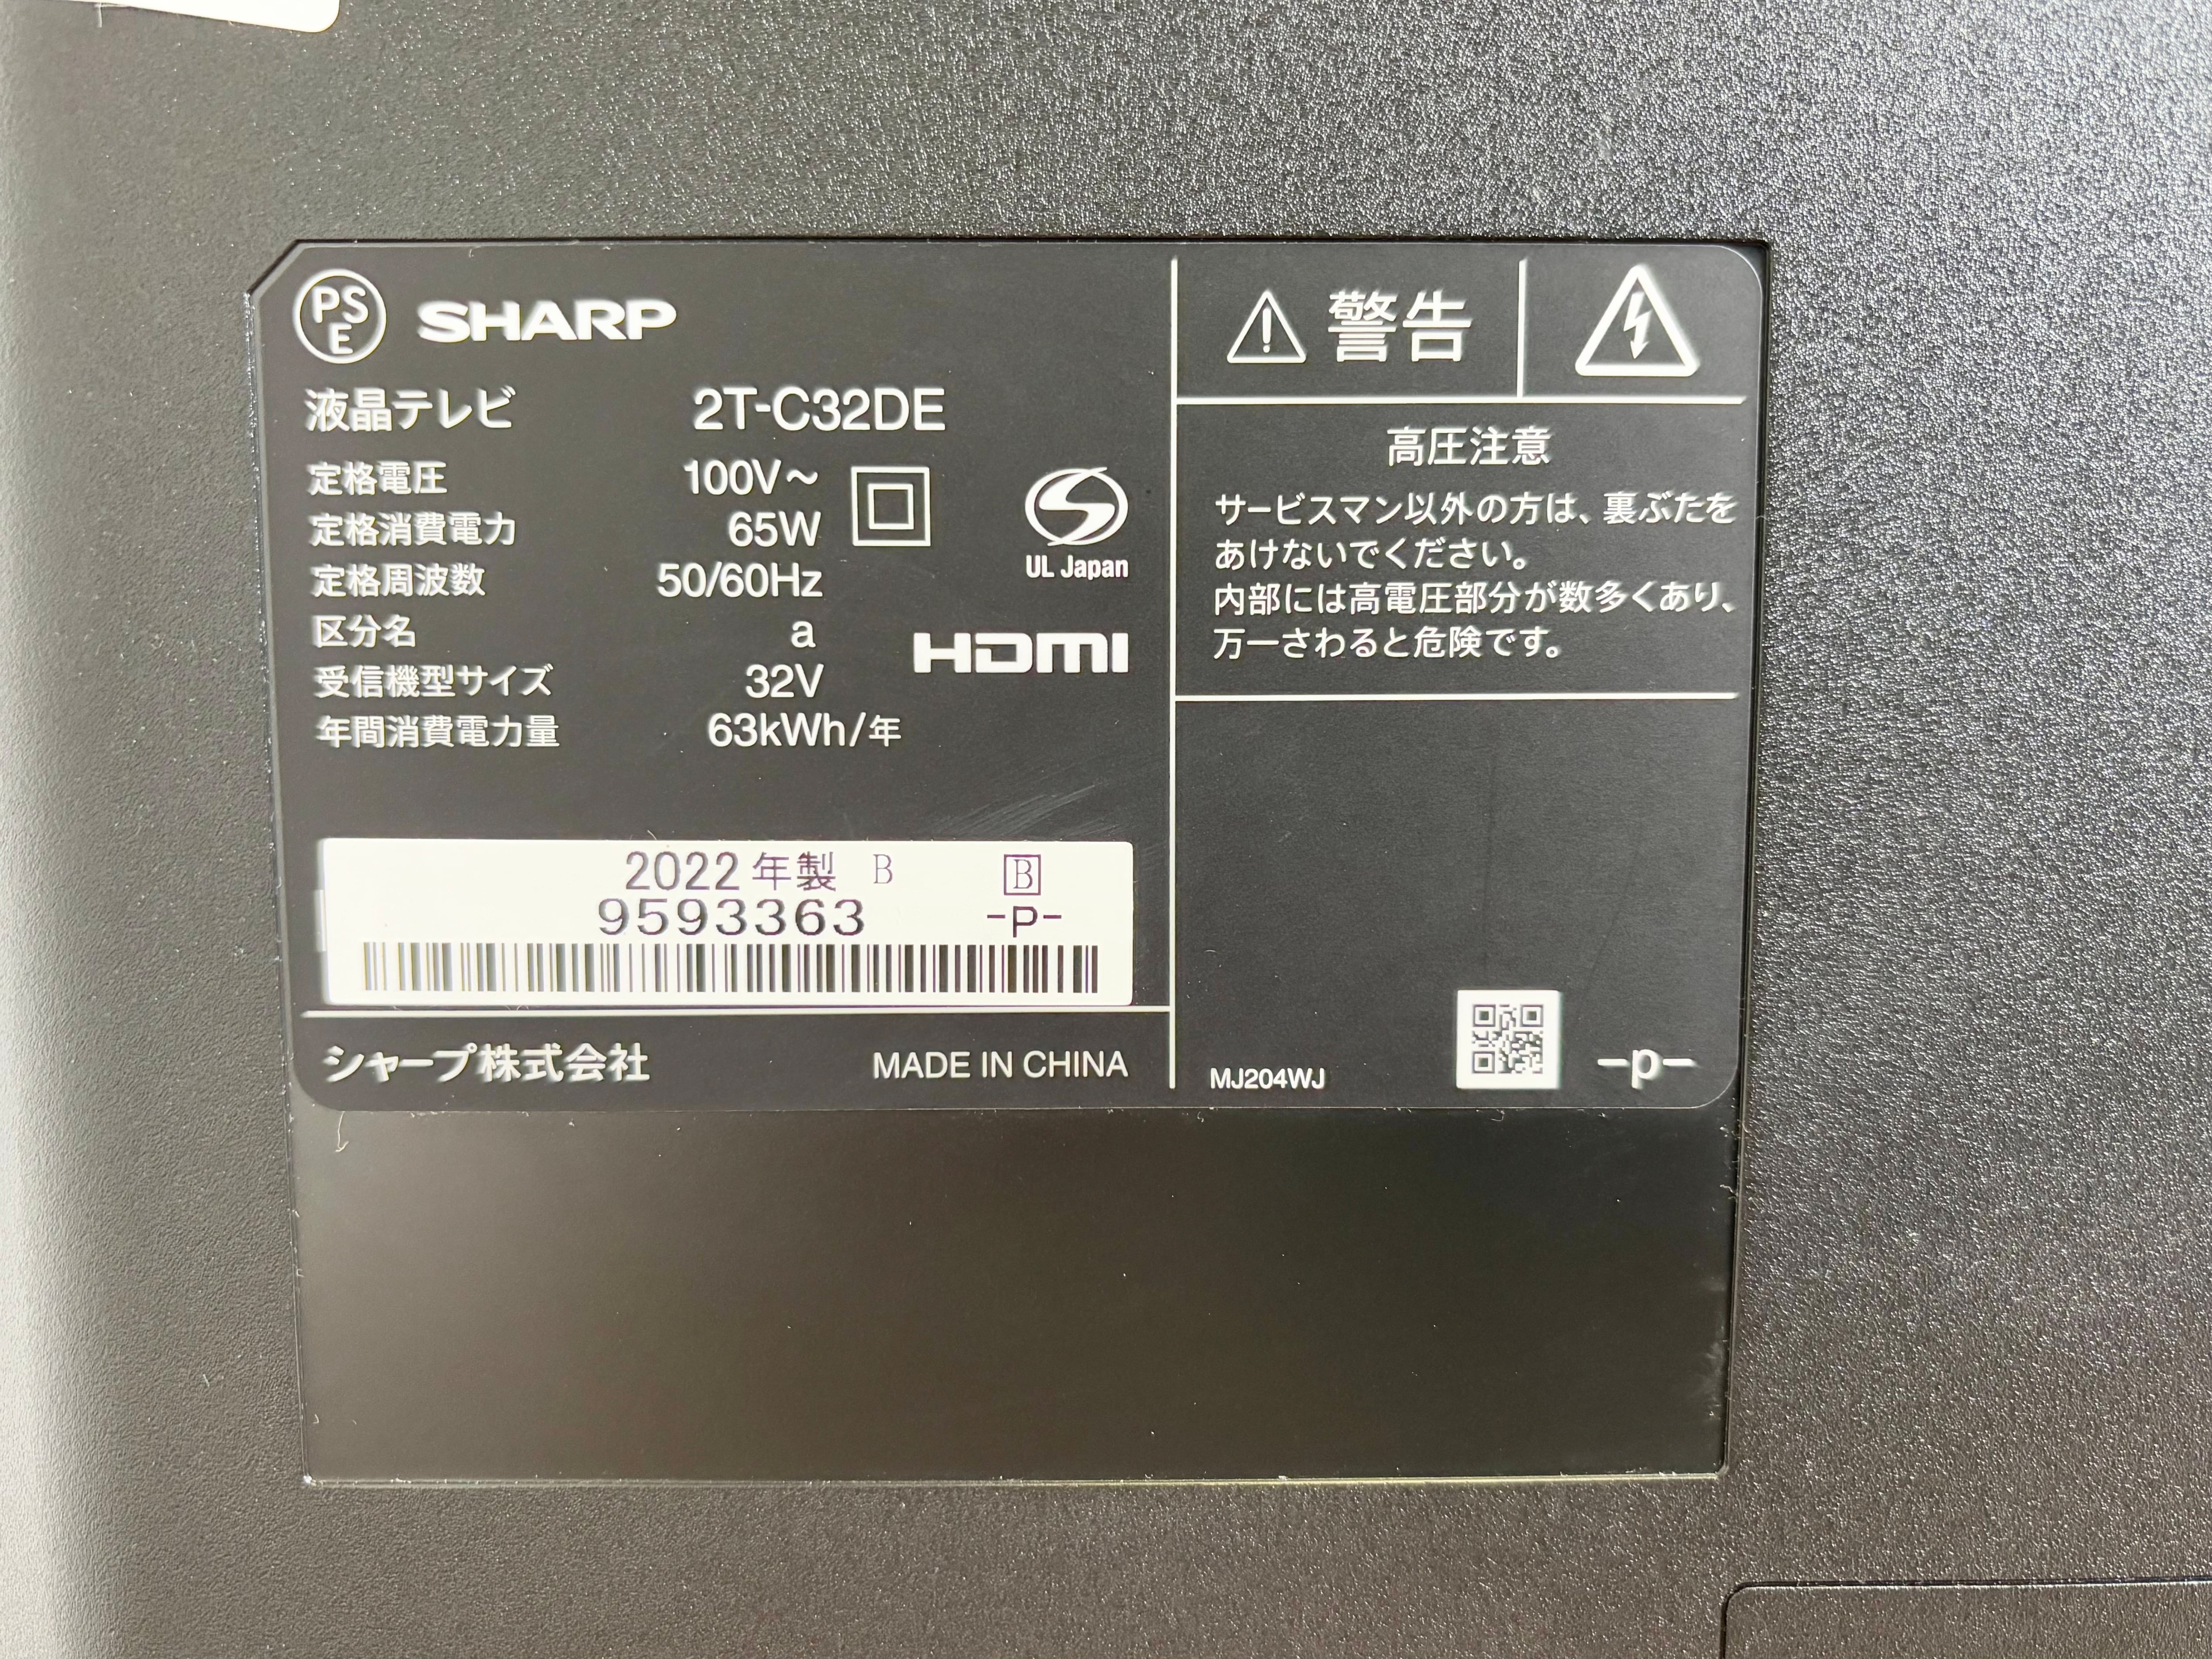 PSE SHARP
液晶テレビ 2T-C32DE
定格電圧 100V～
定格消費電力 65W
定格周波数 50/60Hz
区分名 a
受信機型サイズ 32V
年間消費電力量 63kWh/年
UL Japan
HDMI
2022年製 B B
9593363 -P-
シャープ株式会社 MADE IN CHINA
警告
高圧注意
サービスマン以外の方は、裏ぶたを
あけないでください。
内部には高電圧部分が数多くあり、
万一さわると危険です。
MJ204WJ -p-